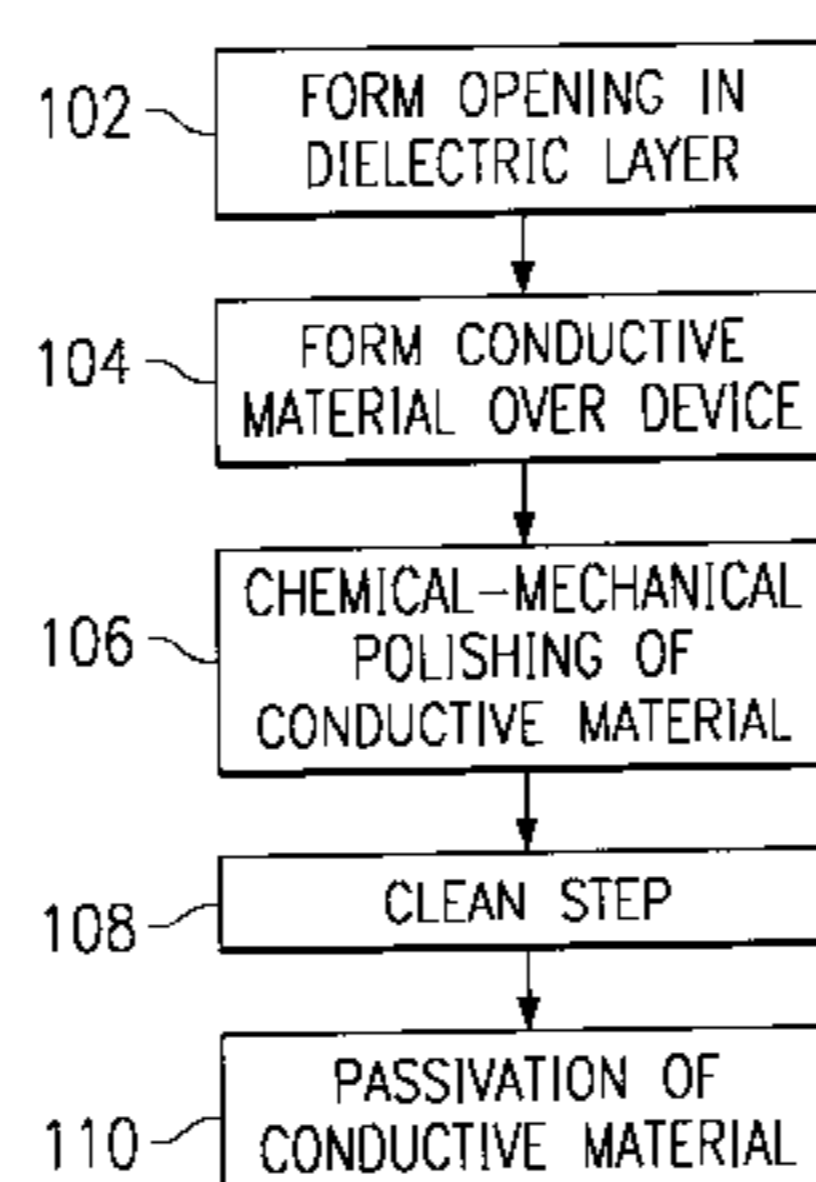 102
FORM OPENING IN
DIELECTRIC LAYER
104
FORM CONDUCTIVE
MATERIAL OVER DEVICE
106
CHEMICAL-MECHANICAL
POLISHING OF
CONDUCTIVE MATERIAL
108
CLEAN STEP
110
PASSIVATION OF
CONDUCTIVE MATERIAL